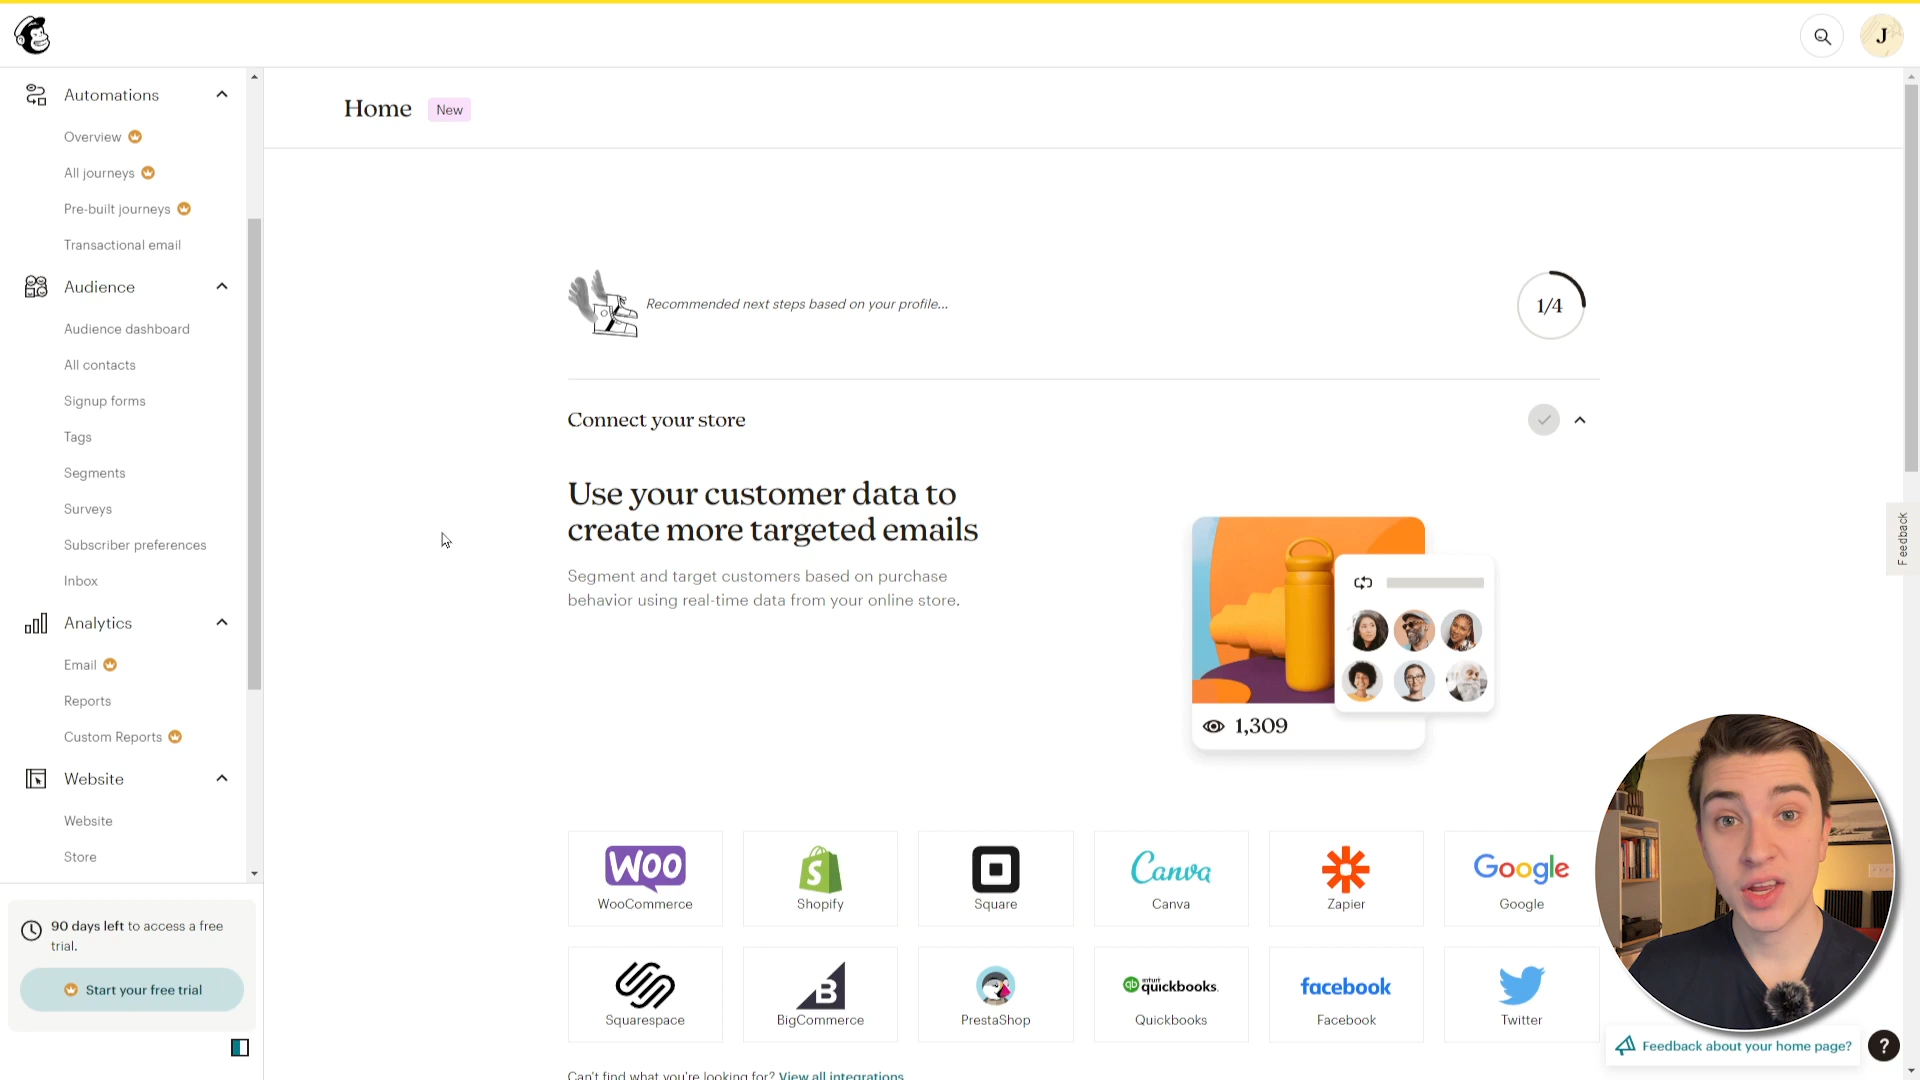 J
Automations
Overview
All journeys
Pre-built journeys
Transactional email
Audience
Audience dashboard
All contacts
Signup forms
Tags
Segments
Surveys
Subscriber preferences
Inbox
Analytics
Email
Reports
Custom Reports
Website
Website
Store
90 days left to access a free
trial.
Start your free trial
Home New
Recommended next steps based on your profile...
1/4
Connect your store
Use your customer data to
create more targeted emails
Segment and target customers based on purchase
behavior using real-time data from your online store.
1,309
WOO
WooCommerce
S
Shopify
Square
Canva
Canva
Zapier
Google
Google
Squarespace
B
BigCommerce
PrestaShop
qb intuit quickbooks.
Quickbooks
facebook
Facebook
Twitter
Can't find what you're looking for? View all integrations
Feedback
Feedback about your home page?
?